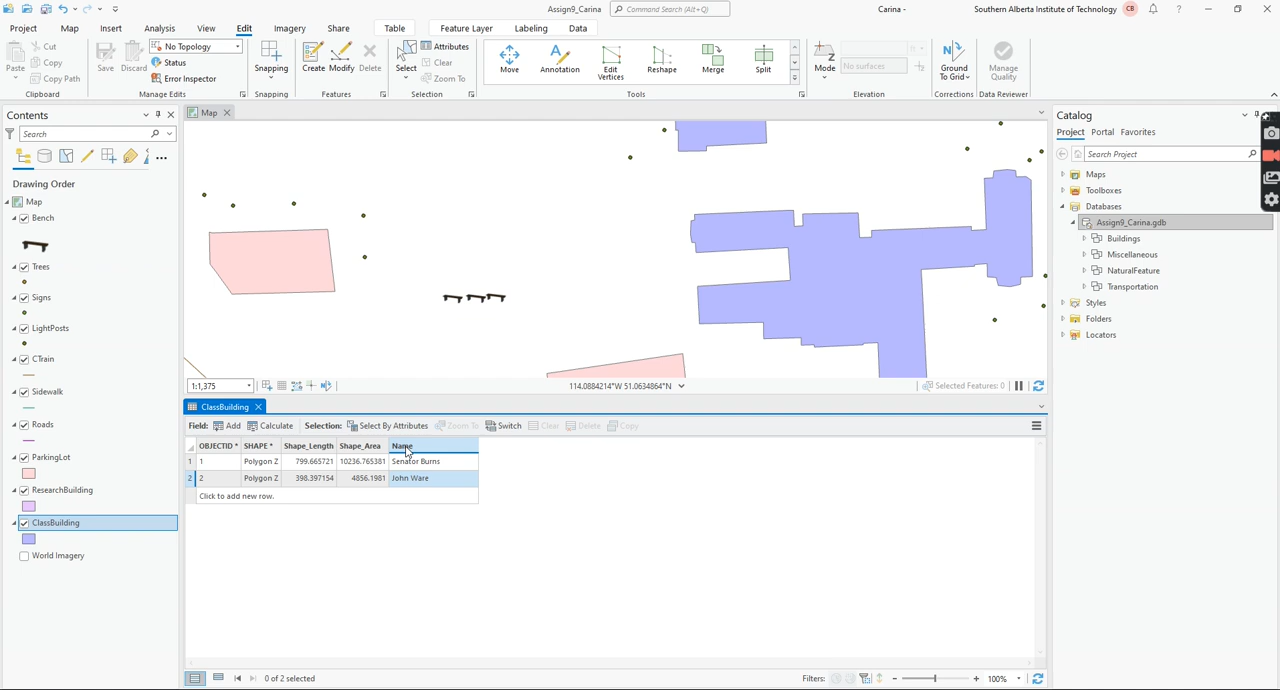 Assign9_Carina
Command Search (Alt+Q)
Carina -
Southern Alberta Institute of Technology
CB
?
Project
Map
Insert
Analysis
View
Edit
Imagery
Share
Table
Feature Layer
Labeling
Data
Paste
Cut
Copy
Copy Path
Clipboard
Save
Discard
No Topology
Status
Error Inspector
Manage Edits
Snapping
Snapping
Create
Modify
Delete
Features
Select
Attributes
Clear
Zoom To
Selection
Move
Annotation
Edit
Vertices
Reshape
Merge
Split
Tools
Mode
ft
No surfaces
Elevation
Ground
To Grid
Corrections
Manage
Quality
Data Reviewer
Contents
Search
Drawing Order
Map
Bench
Trees
Signs
LightPosts
CTrain
Sidewalk
Roads
ParkingLot
ResearchBuilding
ClassBuilding
World Imagery
Map
1:1,375
114.0884214°W 51.0634864°N
Selected Features: 0
ClassBuilding
Field:
Add
Calculate
Selection:
Select By Attributes
Zoom To
Switch
Clear
Delete
Copy
OBJECTID * SHAPE * Shape_Length Shape_Area Name
1 1 Polygon Z 799.665721 10236.765381 Senator Burns
2 2 Polygon Z 398.397154 4856.1981 John Ware
Click to add new row.
0 of 2 selected
Filters:
100%
Catalog
Project
Portal
Favorites
Search Project
Maps
Toolboxes
Databases
Assign9_Carina.gdb
Buildings
Miscellaneous
NaturalFeature
Transportation
Styles
Folders
Locators